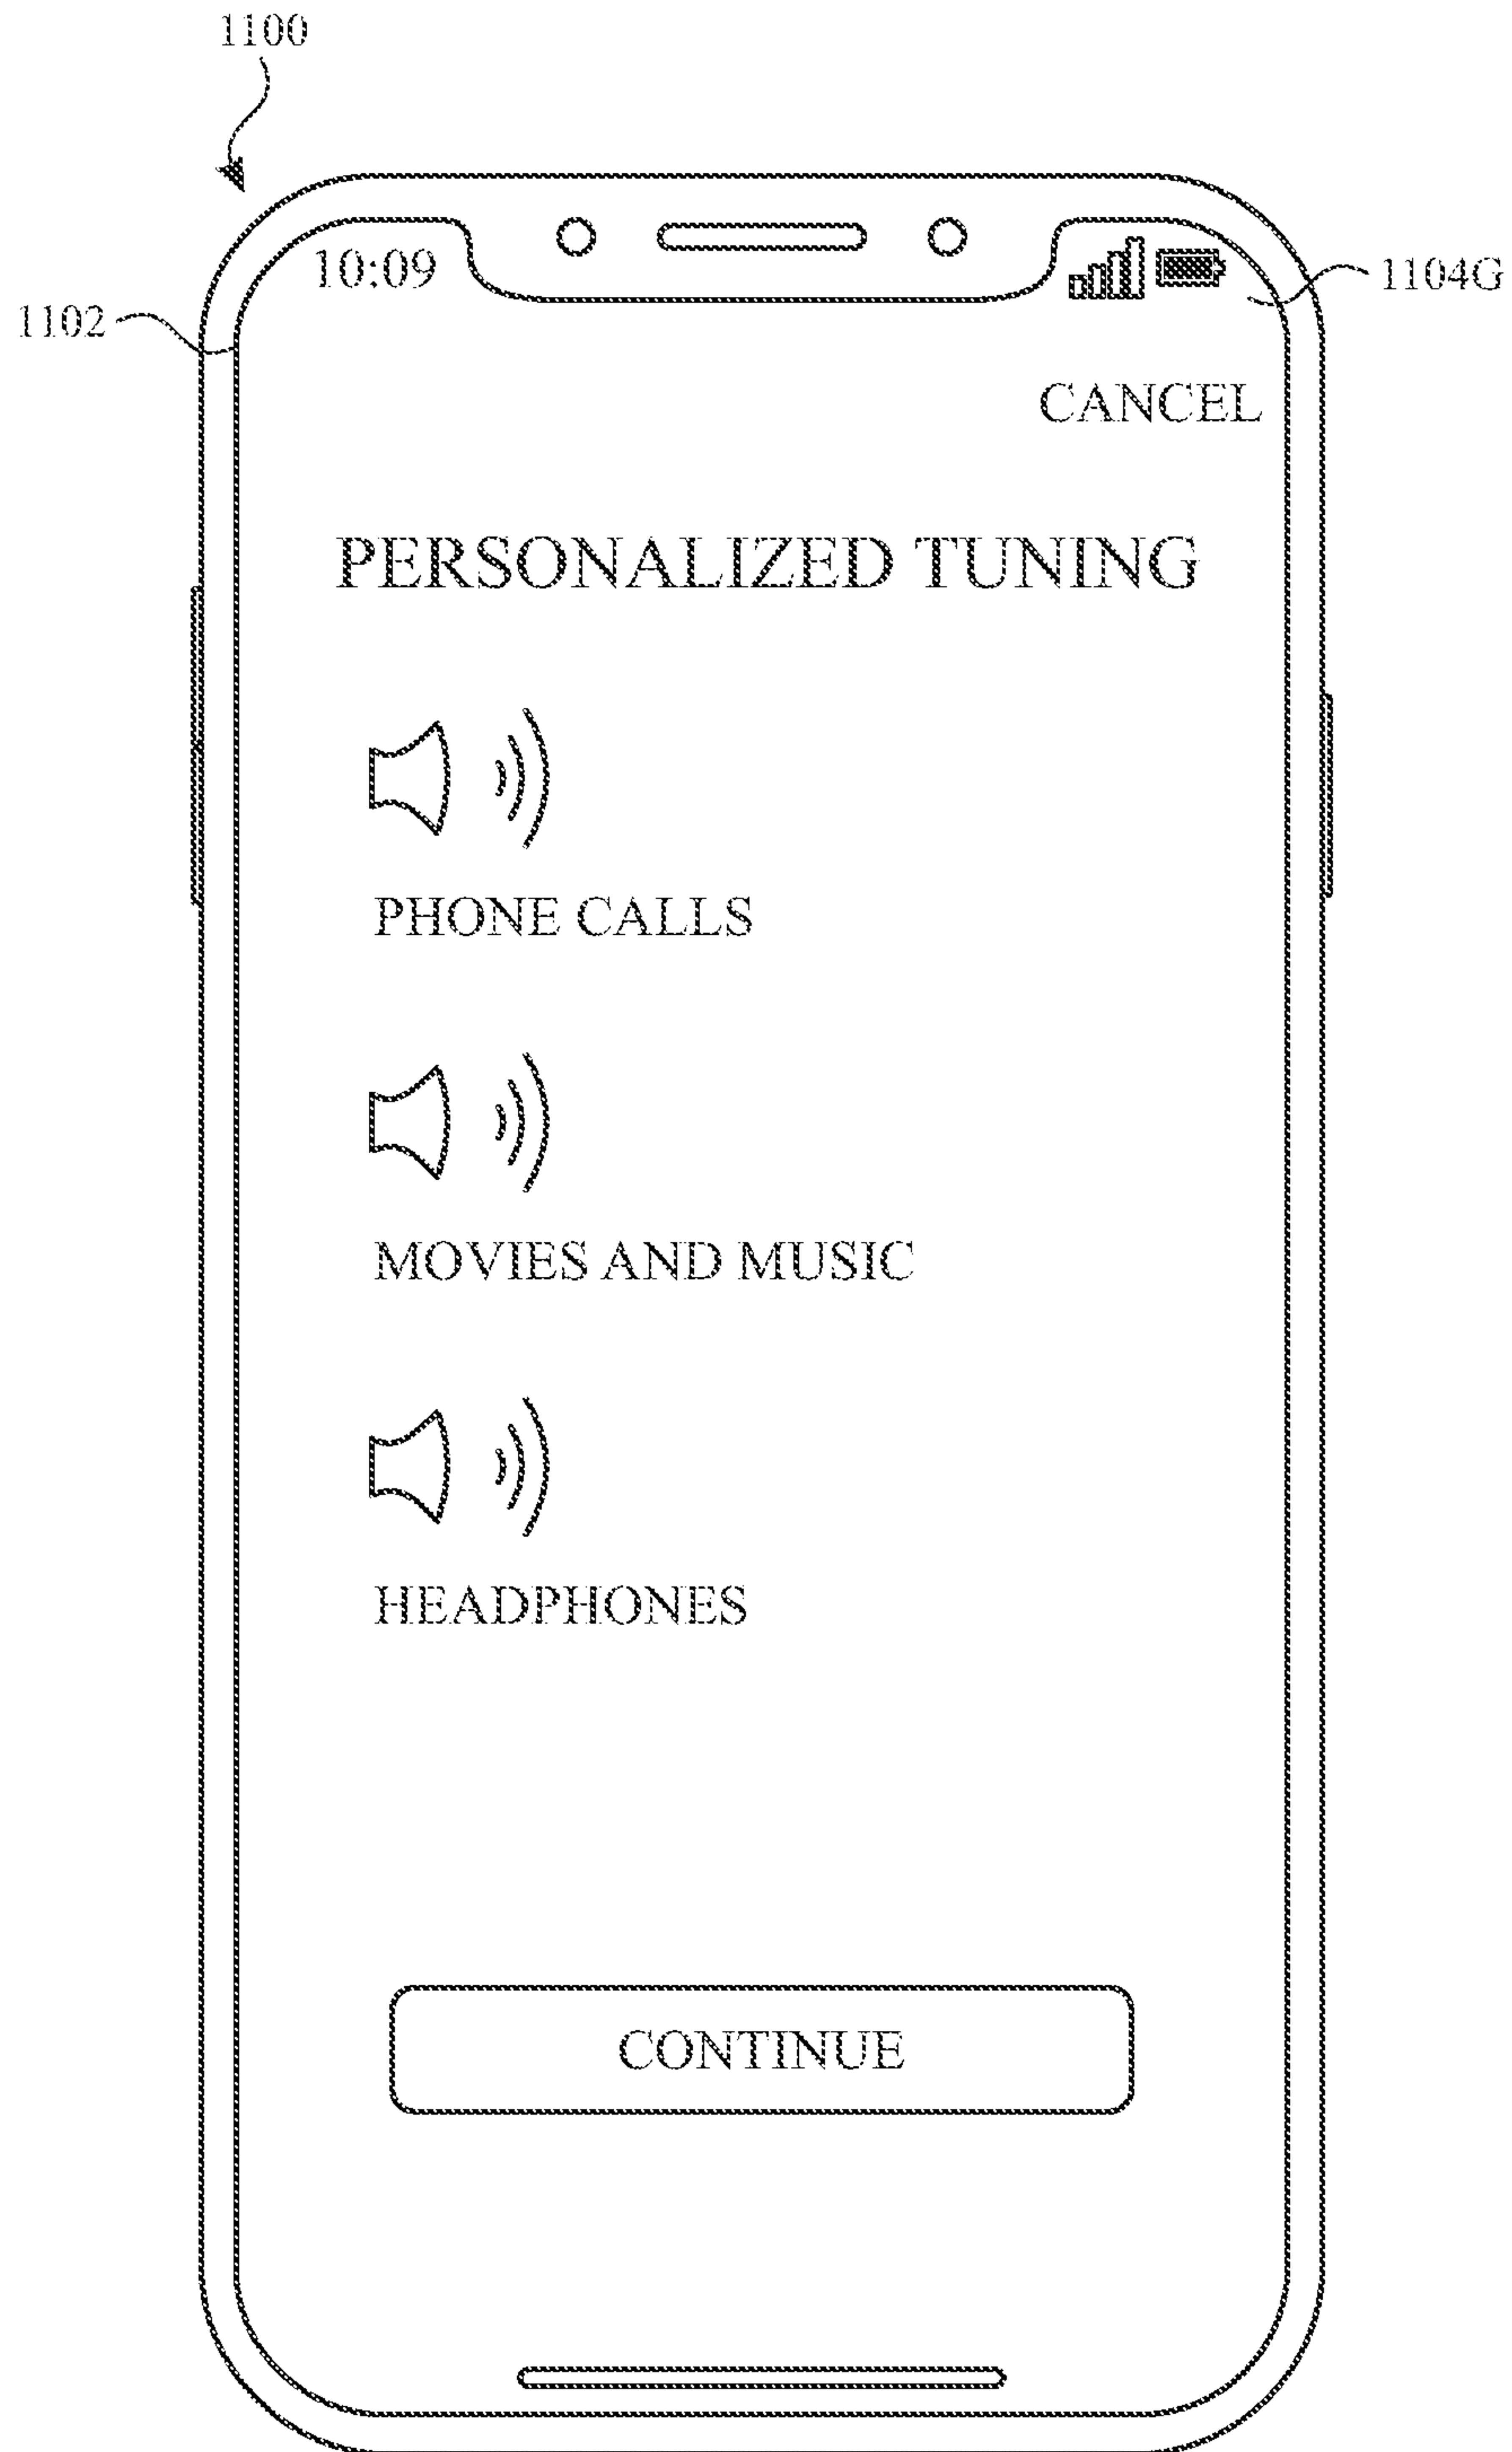 1100
10:09
1104G
1102
CANCEL
PERSONALIZED TUNING
PHONE CALLS
MOVIES AND MUSIC
HEADPHONES
CONTINUE